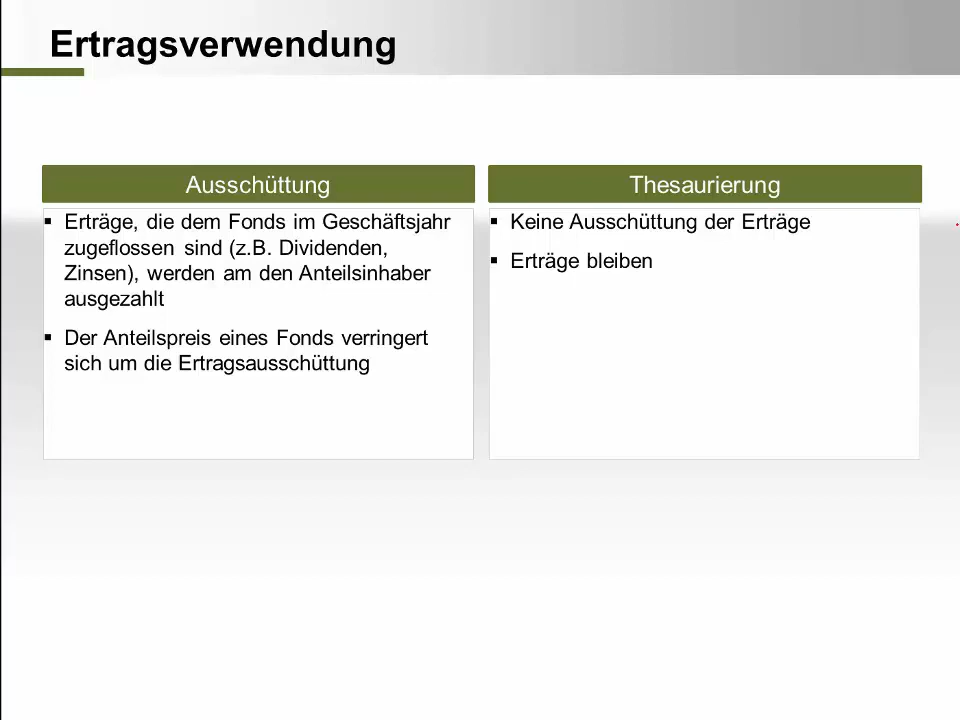 Ertragsverwendung
Ausschüttung
Erträge, die dem Fonds im Geschäftsjahr
zugeflossen sind (z.B. Dividenden,
Zinsen), werden am den Anteilsinhaber
ausgezahlt
Der Anteilspreis eines Fonds verringert
sich um die Ertragsausschüttung
Thesaurierung
Keine Ausschüttung der Erträge
Erträge bleiben